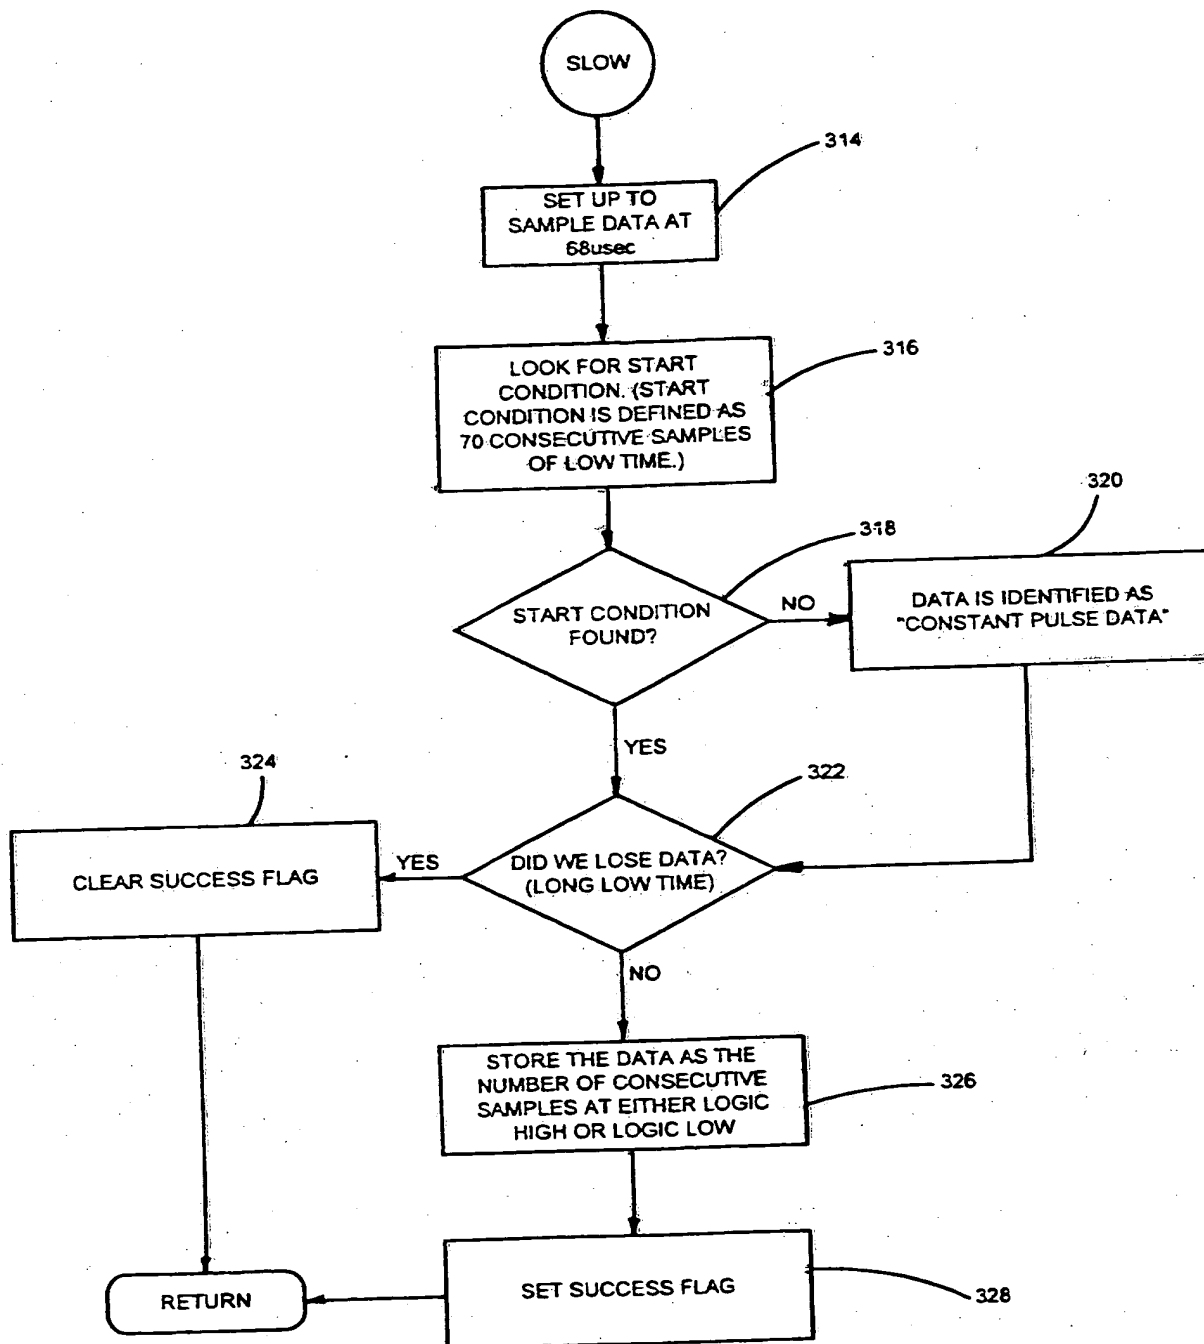 SLOW
314
SET UP TO
SAMPLE DATA AT
68usec
316
LOOK FOR START
CONDITION. (START
CONDITION IS DEFINED AS
70 CONSECUTIVE SAMPLES
OF LOW TIME.)
318
START CONDITION
FOUND?
NO
320
DATA IS IDENTIFIED AS
"CONSTANT PULSE DATA"
YES
322
324
DID WE LOSE DATA?
(LONG LOW TIME)
YES
CLEAR SUCCESS FLAG
NO
STORE THE DATA AS THE
NUMBER OF CONSECUTIVE
SAMPLES AT EITHER LOGIC
HIGH OR LOGIC LOW
326
SET SUCCESS FLAG
328
RETURN